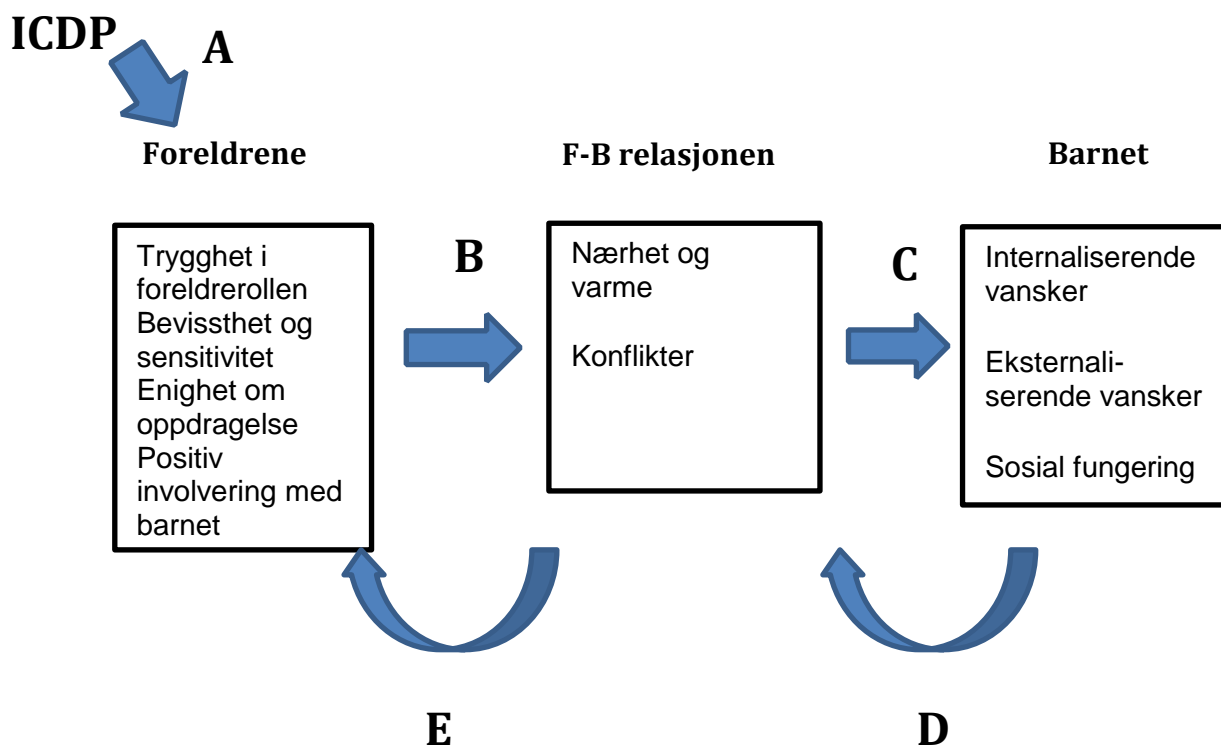 ICDP
A
Foreldrene
F-B relasjonen
Barnet
Trygghet i
foreldrerollen
Bevissthet og
sensitivitet
Enighet om
oppdragelse
Positiv
involvering med
barnet
B
Nærhet og
varme
Konflikter
C
Internaliserende
vansker
Eksternali-
serende vansker
Sosial fungering
E
D